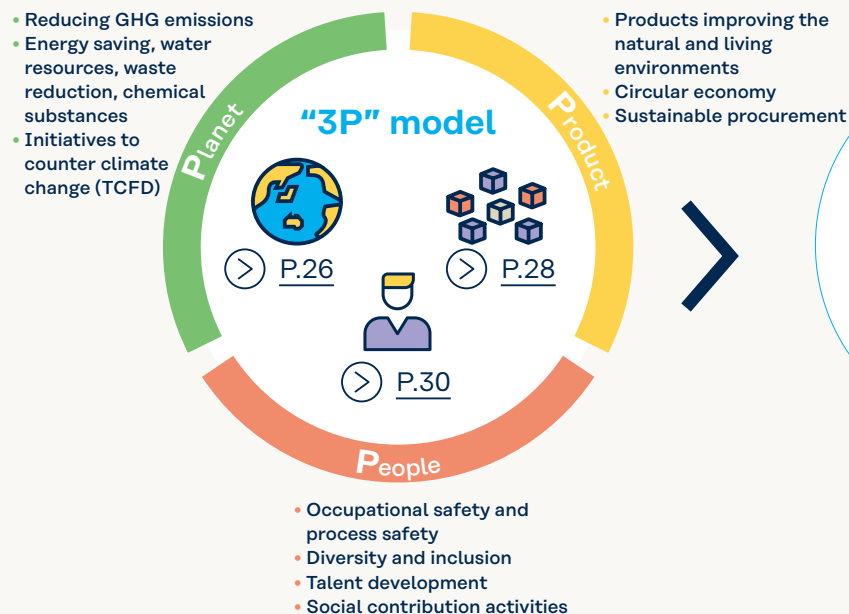 • Reducing GHG emissions
• Energy saving, water
resources, waste
reduction, chemical
substances
• Initiatives to
counter climate
change (TCFD)
Planet
“3P” model
Product
• Products improving the
natural and living
environments
• Circular economy
• Sustainable procurement
P.26
P.28
P.30
People
• Occupational safety and
process safety
• Diversity and inclusion
• Talent development
• Social contribution activities